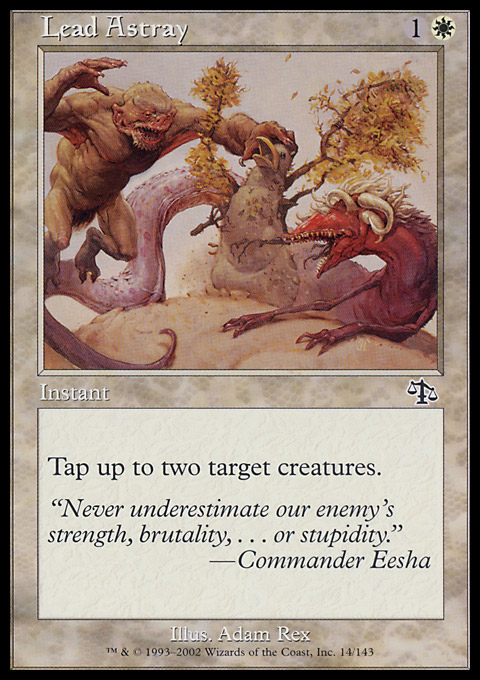 Lead Astray 1
Instant
Tap up to two target creatures.
“Never underestimate our enemy’s
strength, brutality, . . . or stupidity.”
—Commander Eesha
Illus. Adam Rex
™ & © 1993–2002 Wizards of the Coast, Inc. 14/143